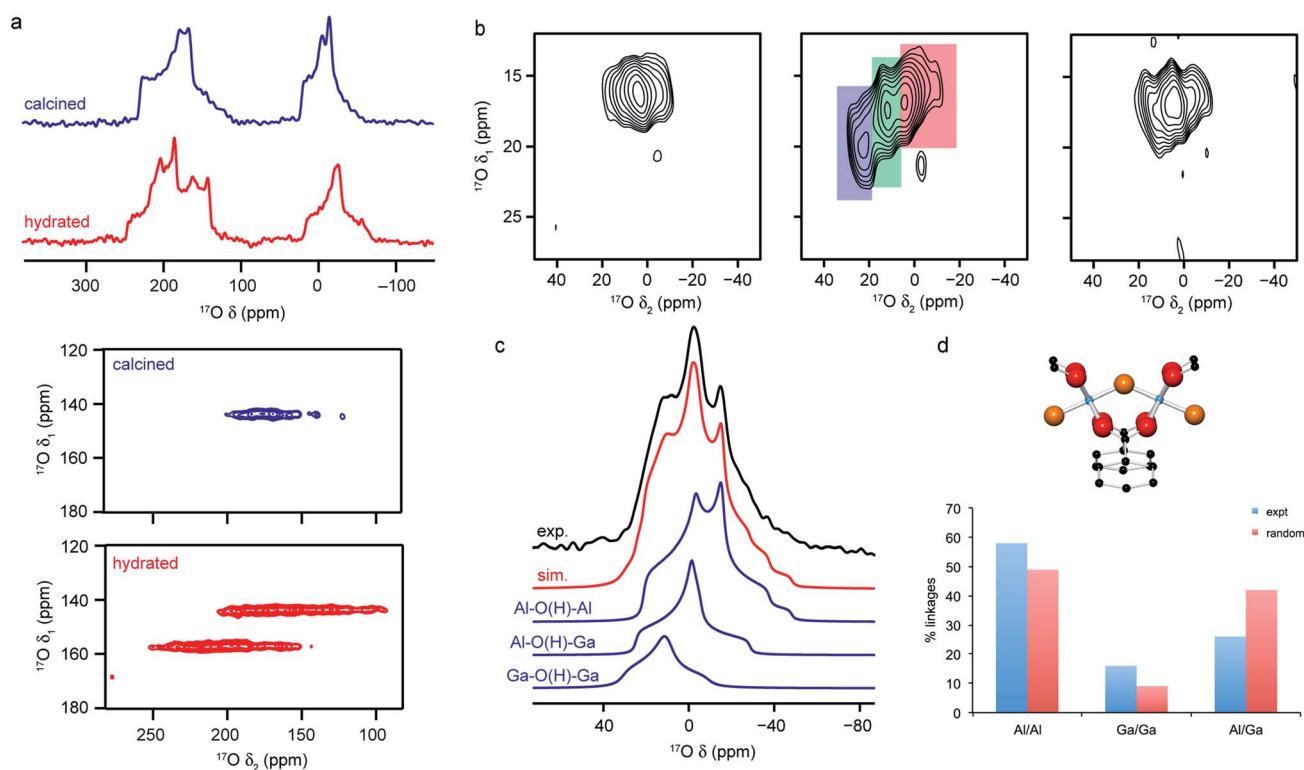 a
calcined
hydrated
300 200 100 0 −100
¹⁷O δ (ppm)
b
¹⁷O δ₁ (ppm)
15
20
25
40 20 0 −20 −40
¹⁷O δ₂ (ppm)
40 20 0 −20 −40
¹⁷O δ₂ (ppm)
40 20 0 −20 −40
¹⁷O δ₂ (ppm)
calcined
¹⁷O δ₁ (ppm)
120
140
160
180
hydrated
¹⁷O δ₁ (ppm)
120
140
160
180
250 200 150 100
¹⁷O δ₂ (ppm)
c
exp.
sim.
Al-O(H)-Al
Al-O(H)-Ga
Ga-O(H)-Ga
40 0 −40 −80
¹⁷O δ (ppm)
d
% linkages
70
60
50
40
30
20
10
0
expt
random
Al/Al Ga/Ga Al/Ga